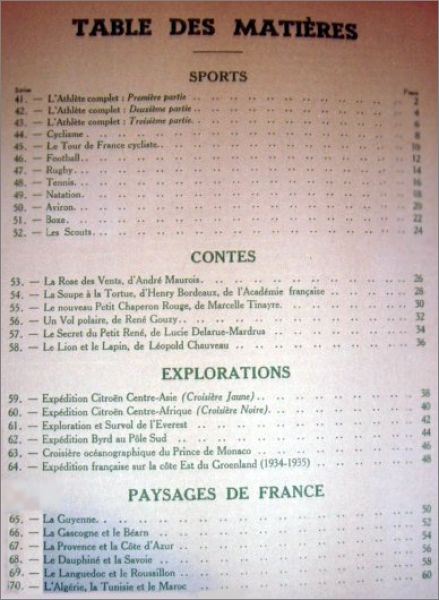 TABLE DES MATIÈRES
SPORTS
Séries Pages
41. — L'Athlète complet : Première partie .. 2
42. — L'Athlète complet : Deuxième partie .. 4
43. — L'Athlète complet : Troisième partie. .. 6
44. — Cyclisme .. 8
45. — Le Tour de France cycliste. .. 10
46. — Football. .. 12
47. — Rugby. .. 14
48. — Tennis. .. 16
49. — Natation. .. 18
50. — Aviron. .. 20
51. — Boxe. .. 22
52. — Les Scouts. .. 24
CONTES
53. — La Rose des Vents, d'André Maurois. .. 26
54. — La Soupe à la Tortue, d'Henry Bordeaux, de l'Académie française .. 28
55. — Le nouveau Petit Chaperon Rouge, de Marcelle Tinayre. .. 30
56. — Un Vol polaire, de René Gouzy. .. 32
57. — Le Secret du Petit René, de Lucie Delarue-Mardrus .. 34
58. — Le Lion et le Lapin, de Léopold Chauveau .. 36
EXPLORATIONS
59. — Expédition Citroën Centre-Asie (Croisière Jaune) .. 38
60. — Expédition Citroën Centre-Afrique (Croisière Noire). .. 40
61. — Exploration et Survol de l'Everest .. 42
62. — Expédition Byrd au Pôle Sud .. 44
63. — Croisière océanographique du Prince de Monaco .. 46
64. — Expédition française sur la côte Est du Groenland (1934-1935) .. 48
PAYSAGES DE FRANCE
65. — La Guyenne. .. 50
66. — La Gascogne et le Béarn .. 52
67. — La Provence et la Côte d'Azur .. 54
68. — Le Dauphiné et la Savoie .. 56
69. — Le Languedoc et le Roussillon .. 58
70. — L'Algérie, la Tunisie et le Maroc .. 60